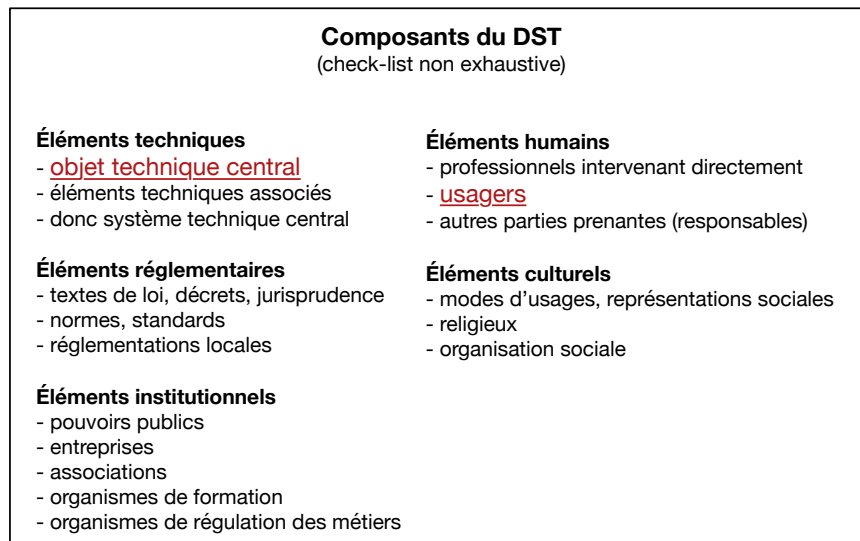 Composants du DST
(check-list non exhaustive)
Éléments techniques
- objet technique central
- éléments techniques associés
- donc système technique central
Éléments réglementaires
- textes de loi, décrets, jurisprudence
- normes, standards
- réglementations locales
Éléments institutionnels
- pouvoirs publics
- entreprises
- associations
- organismes de formation
- organismes de régulation des métiers
Éléments humains
- professionnels intervenant directement
- usagers
- autres parties prenantes (responsables)
Éléments culturels
- modes d’usages, représentations sociales
- religieux
- organisation sociale